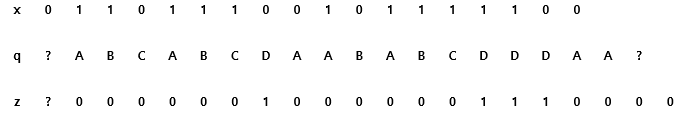 x 0 1 1 0 1 1 1 0 0 1 0 1 1 1 1 1 0 0
q ? A B C A B C D A A B A B C D D D A A ?
z ? 0 0 0 0 0 0 1 0 0 0 0 0 0 1 1 1 0 0 0 0